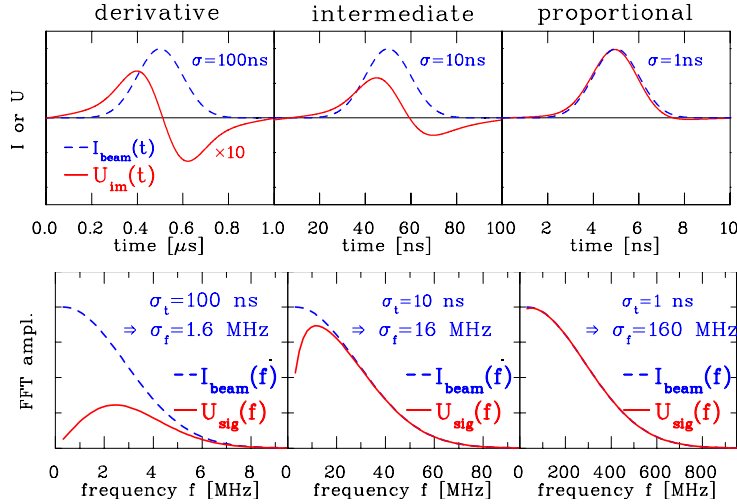 derivative intermediate proportional
I or U
σ=100ns
I_beam(t)
U_im(t)
×10
0.0 0.2 0.4 0.6 0.8 1.0
time [μs]
σ=10ns
20 40 60 80 100
time [ns]
σ=1ns
2 4 6 8 10
time [ns]
FFT ampl.
σ_t=100 ns
⇒ σ_f=1.6 MHz
I_beam(f)
U_sig(f)
0 2 4 6 8
frequency f [MHz]
σ_t=10 ns
⇒ σ_f=16 MHz
I_beam(f)
U_sig(f)
0 20 40 60 80
frequency f [MHz]
σ_t=1 ns
⇒ σ_f=160 MHz
I_beam(f)
U_sig(f)
0 200 400 600 800
frequency f [MHz]